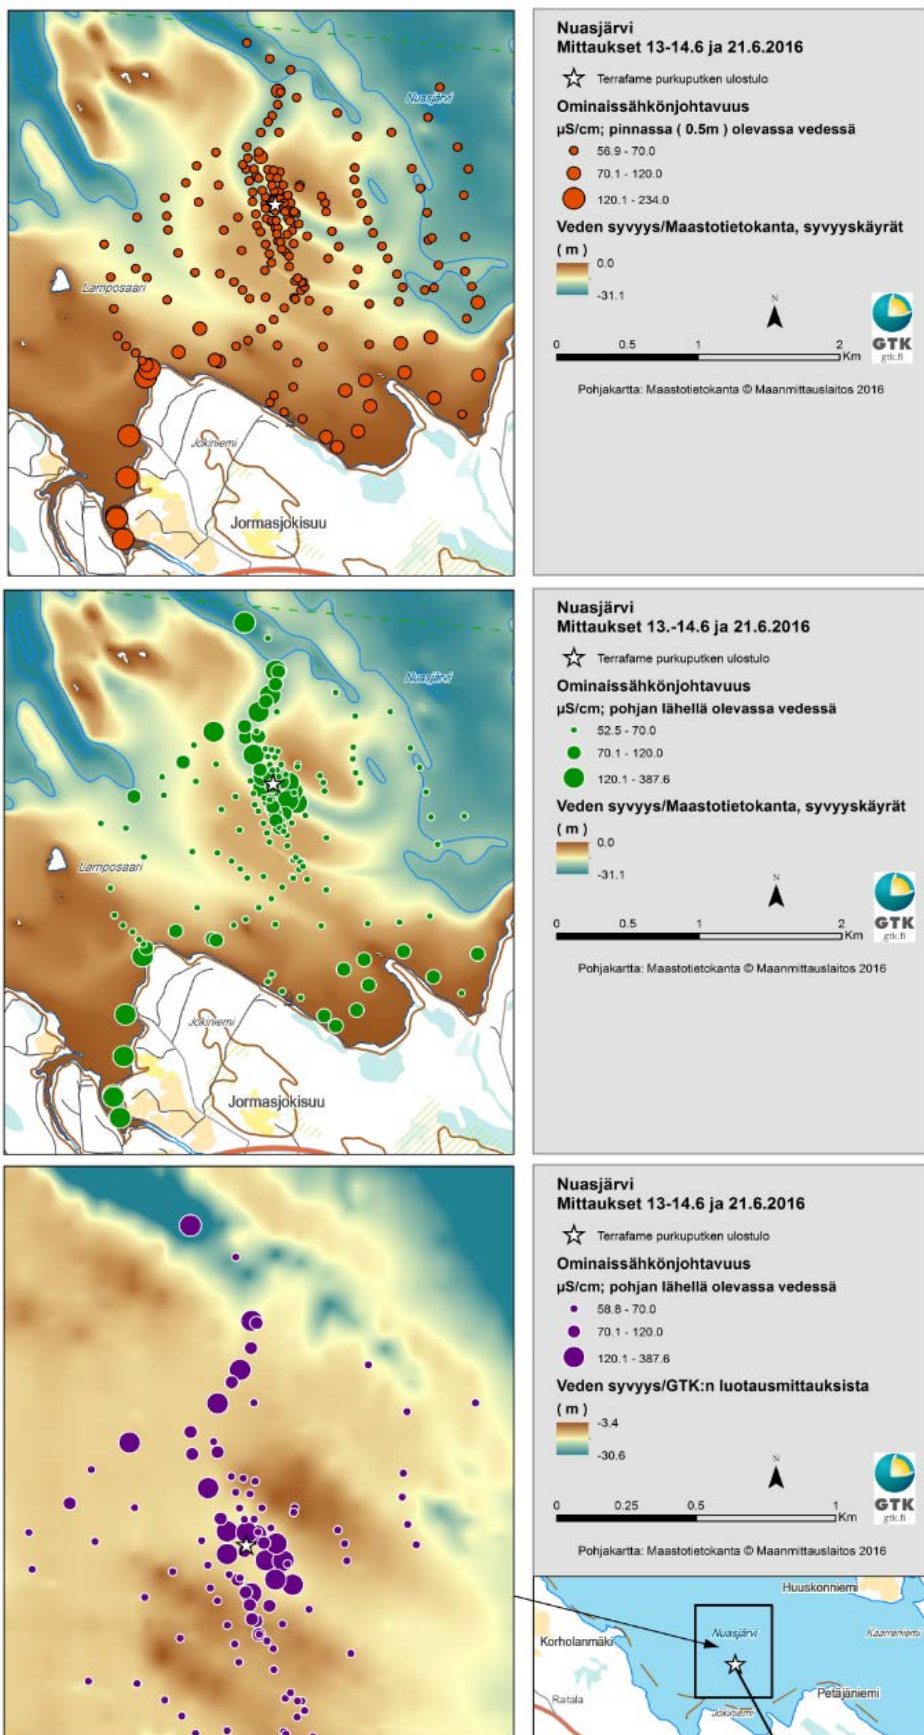 Nuasjärvi
Lamposaari
Jokiniemi
Jormasjokisuu
Nuasjärvi
Mittaukset 13-14.6 ja 21.6.2016
Terrafame purkuputken ulostulo
Ominaissähkönjohtavuus
µS/cm; pinnassa ( 0.5m ) olevassa vedessä
56.9 - 70.0
70.1 - 120.0
120.1 - 234.0
Veden syvyys/Maastotietokanta, syvyyskäyrät
( m )
0.0
-31.1
N
0 0.5 1 2
Km
GTK
gtk.fi
Pohjakartta: Maastotietokanta © Maanmittauslaitos 2016
Nuasjärvi
Lamposaari
Jokiniemi
Jormasjokisuu
Nuasjärvi
Mittaukset 13.-14.6 ja 21.6.2016
Terrafame purkuputken ulostulo
Ominaissähkönjohtavuus
µS/cm; pohjan lähellä olevassa vedessä
52.5 - 70.0
70.1 - 120.0
120.1 - 387.6
Veden syvyys/Maastotietokanta, syvyyskäyrät
( m )
0.0
-31.1
N
0 0.5 1 2
Km
GTK
gtk.fi
Pohjakartta: Maastotietokanta © Maanmittauslaitos 2016
Nuasjärvi
Mittaukset 13-14.6 ja 21.6.2016
Terrafame purkuputken ulostulo
Ominaissähkönjohtavuus
µS/cm; pohjan lähellä olevassa vedessä
58.8 - 70.0
70.1 - 120.0
120.1 - 387.6
Veden syvyys/GTK:n luotausmittauksista
( m )
-3.4
-30.6
N
0 0.25 0.5 1
Km
GTK
gtk.fi
Pohjakartta: Maastotietokanta © Maanmittauslaitos 2016
Huuskonniemi
Nuasjärvi
Kaarreniemi
Korholanmäki
Raitala
Petäjäniemi
Jokiniemi